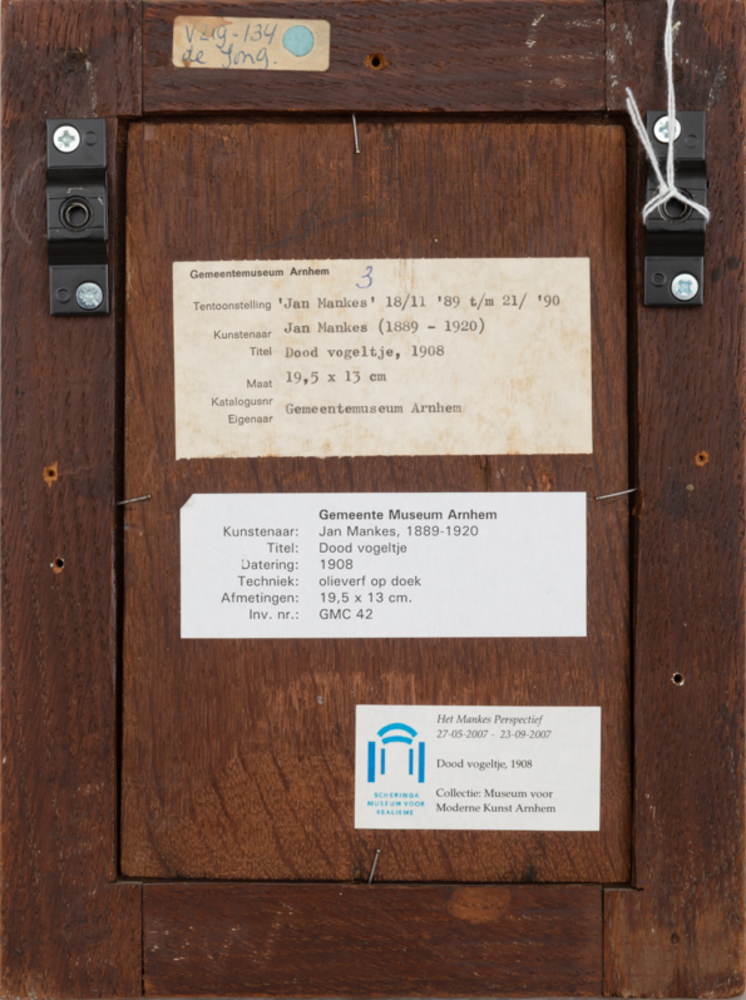 VZIG-134
de Jong.
Gemeentemuseum Arnhem 3
Tentoonstelling 'Jan Mankes' 18/11 '89 t/m 21/ '90
Kunstenaar Jan Mankes (1889 - 1920)
Titel Dood vogeltje, 1908
Maat 19,5 x 13 cm
Katalogusnr
Eigenaar Gemeentemuseum Arnhem
Gemeente Museum Arnhem
Kunstenaar: Jan Mankes, 1889-1920
Titel: Dood vogeltje
Datering: 1908
Techniek: olieverf op doek
Afmetingen: 19,5 x 13 cm.
Inv. nr.: GMC 42
SCHERINGA
MUSEUM VOOR
REALISME
Het Mankes Perspectief
27-05-2007 - 23-09-2007
Dood vogeltje, 1908
Collectie: Museum voor
Moderne Kunst Arnhem